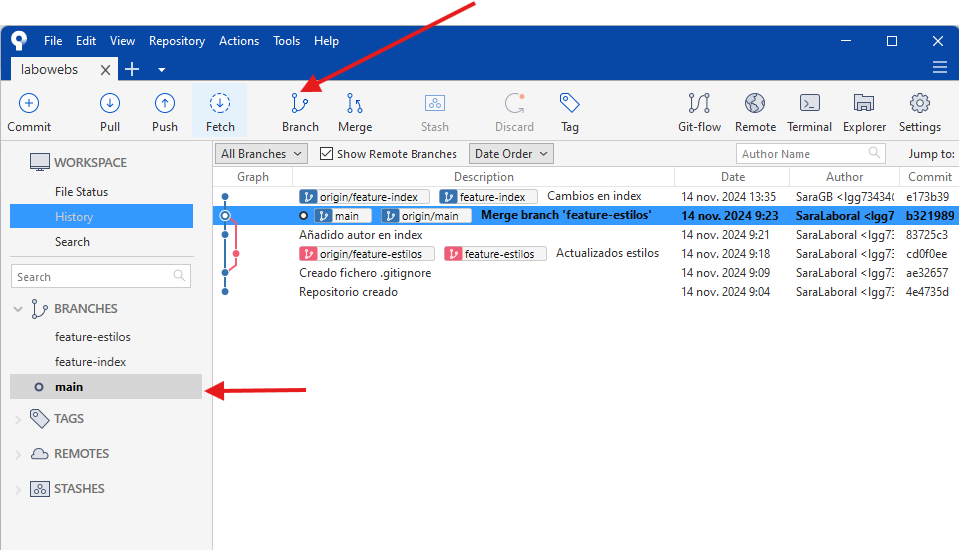 File Edit View Repository Actions Tools Help
labowebs
Commit Pull Push Fetch Branch Merge Stash Discard Tag Git-flow Remote Terminal Explorer Settings
All Branches Show Remote Branches Date Order Author Name Jump to:
WORKSPACE
File Status
History
Search
Search
BRANCHES
feature-estilos
feature-index
main
TAGS
REMOTES
STASHES
Graph Description Date Author Commit
origin/feature-index feature-index Cambios en index 14 nov. 2024 13:35 SaraGB <lgg73434 e173b39
main origin/main Merge branch 'feature-estilos' 14 nov. 2024 9:23 SaraLaboral <lgg7 b321989
Añadido autor en index 14 nov. 2024 9:21 SaraLaboral <lgg73 83725c3
origin/feature-estilos feature-estilos Actualizados estilos 14 nov. 2024 9:18 SaraLaboral <lgg73 cd0f0ee
Creado fichero .gitignore 14 nov. 2024 9:09 SaraLaboral <lgg73 ae32657
Repositorio creado 14 nov. 2024 9:04 SaraLaboral <lgg73 4e4735d